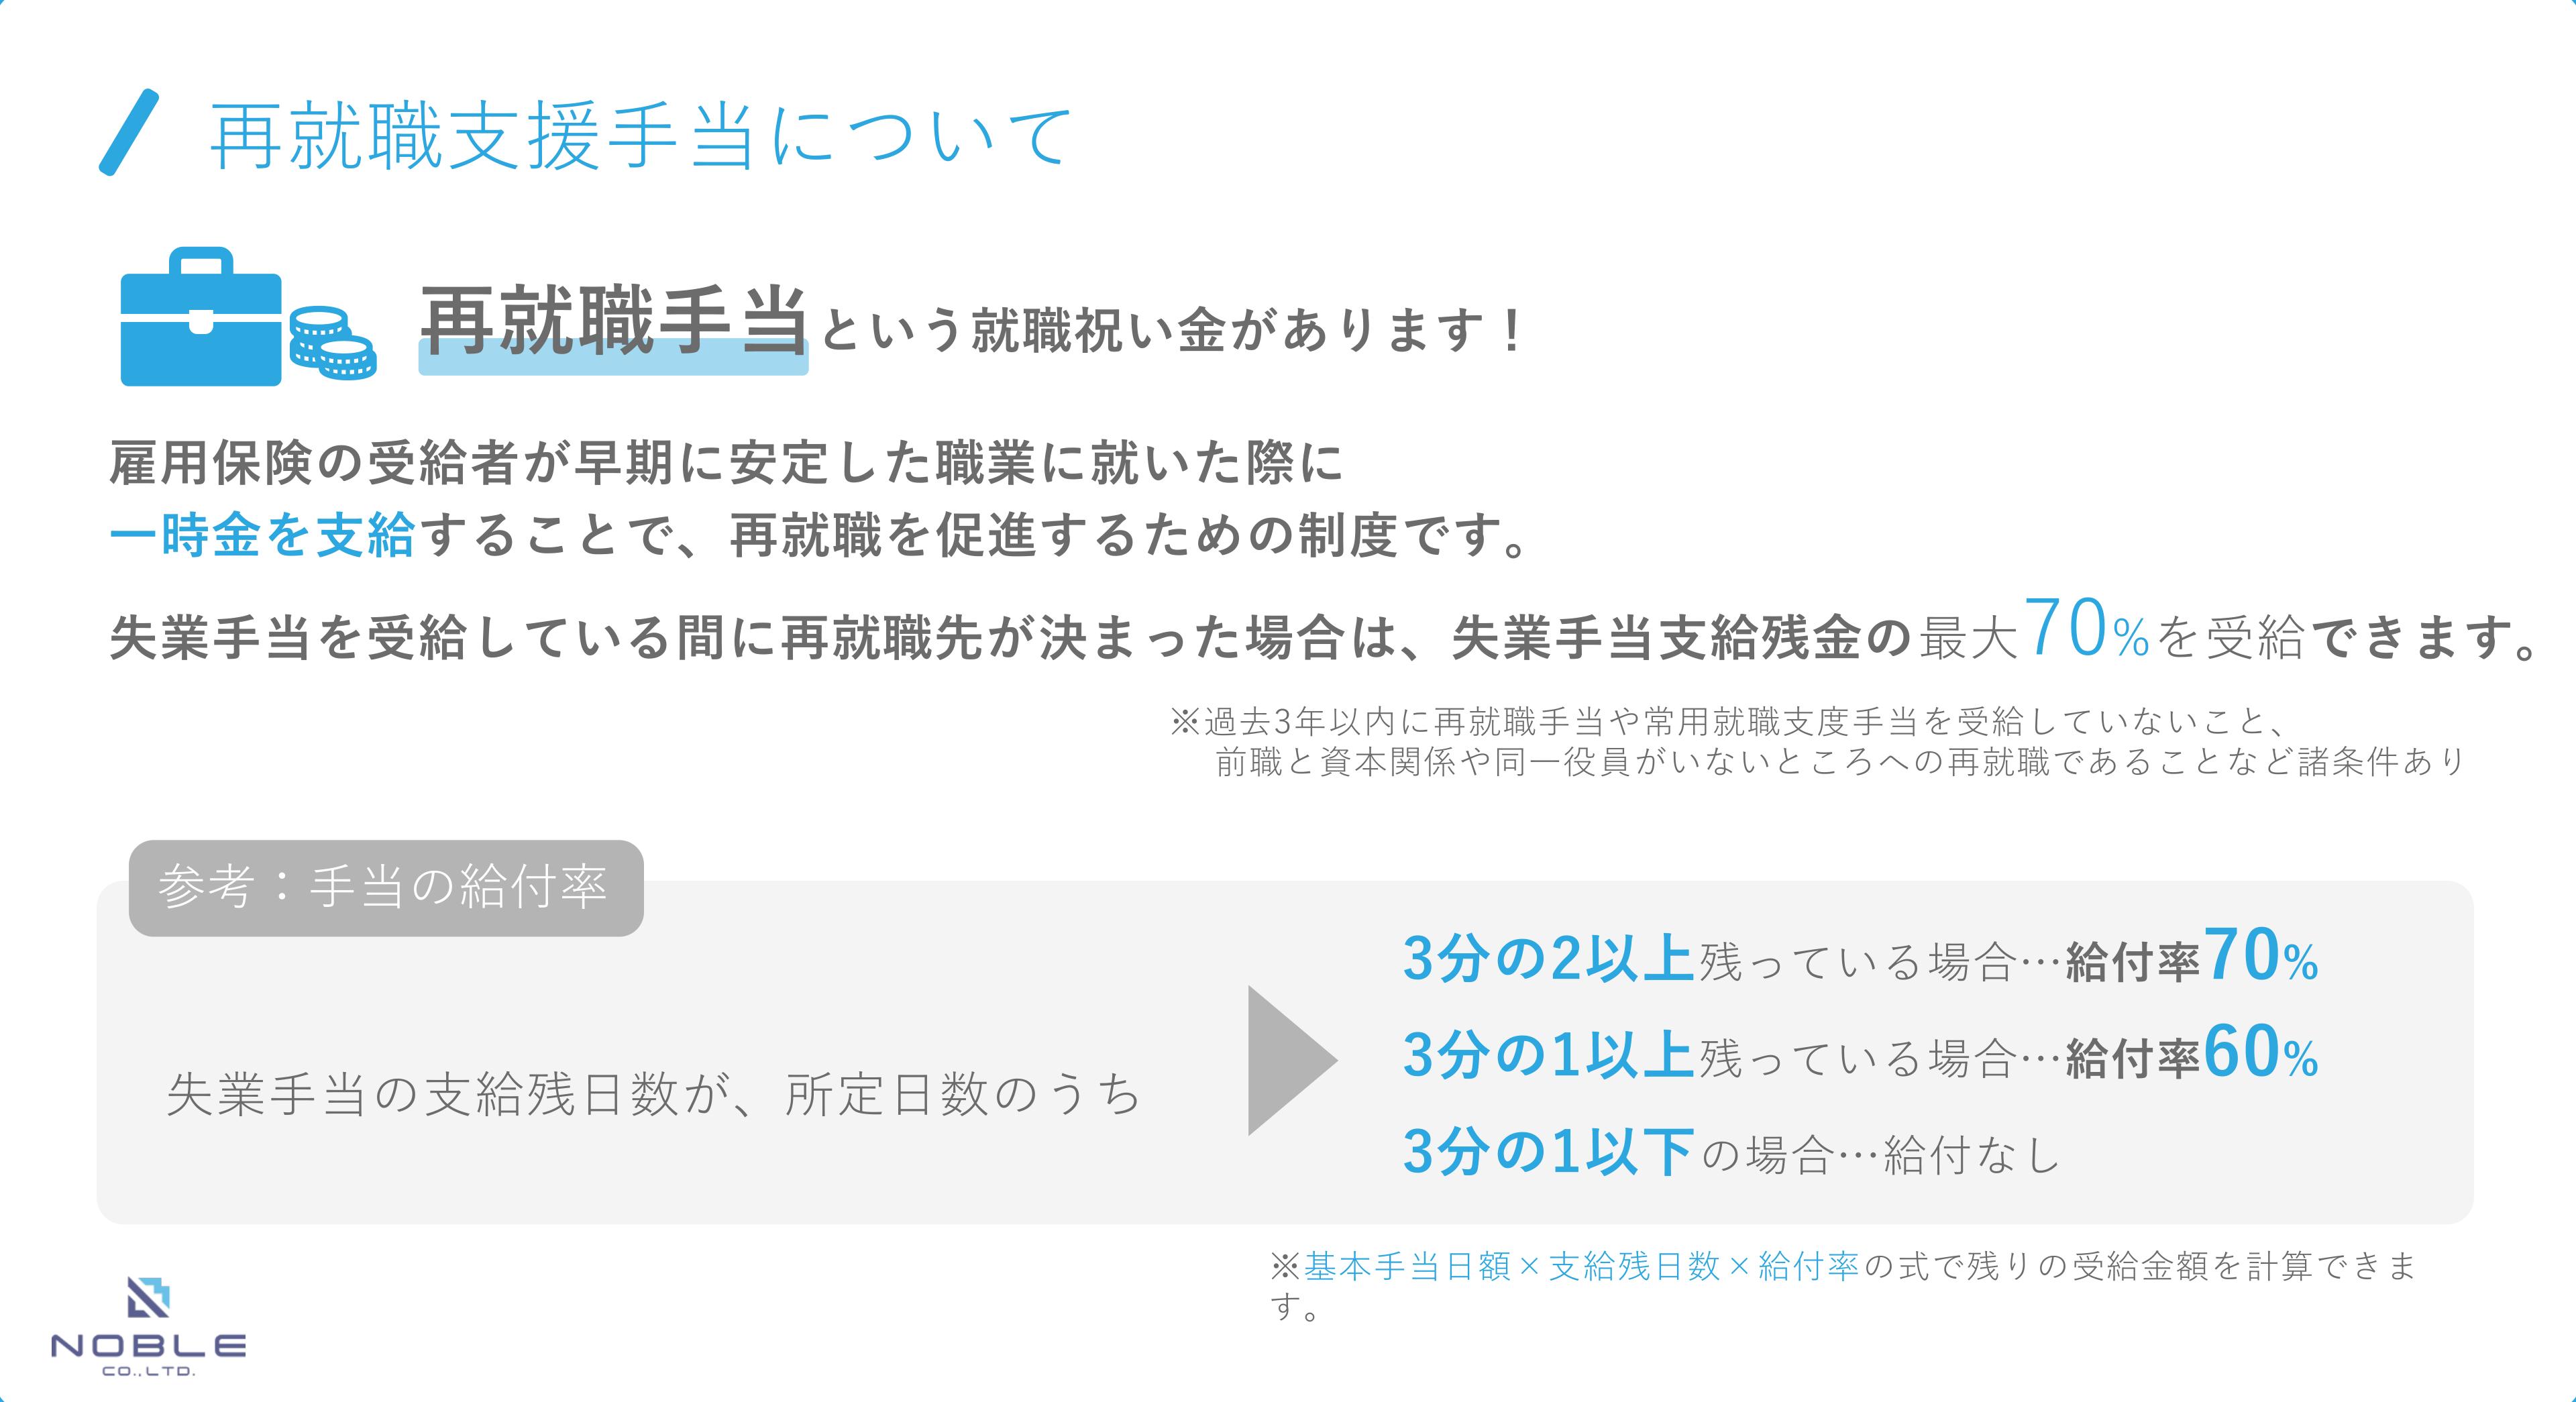 再就職支援手当について
再就職手当という就職祝い金があります！
雇用保険の受給者が早期に安定した職業に就いた際に
一時金を支給することで、再就職を促進するための制度です。
失業手当を受給している間に再就職先が決まった場合は、失業手当支給残金の最大70%を受給できます。
※過去3年以内に再就職手当や常用就職支度手当を受給していないこと、
前職と資本関係や同一役員がいないところへの再就職であることなど諸条件あり
参考：手当の給付率
失業手当の支給残日数が、所定日数のうち
3分の2以上残っている場合…給付率70%
3分の1以上残っている場合…給付率60%
3分の1以下の場合…給付なし
※基本手当日額×支給残日数×給付率の式で残りの受給金額を計算できま
す。
NOBLE
CO.,LTD.